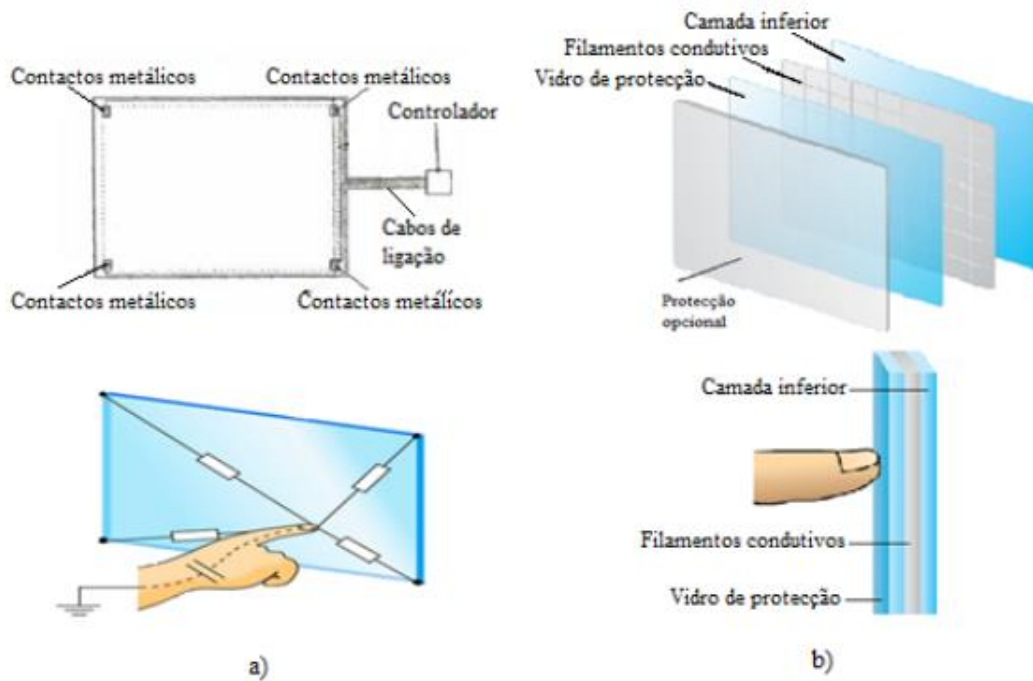 Contactos metálicos
Contactos metálicos
Controlador
Cabos de
ligação
Contactos metálicos
Contactos metálicos
a)
Camada inferior
Filamentos condutivos
Vidro de protecção
Protecção
opcional
Camada inferior
Filamentos condutivos
Vidro de protecção
b)